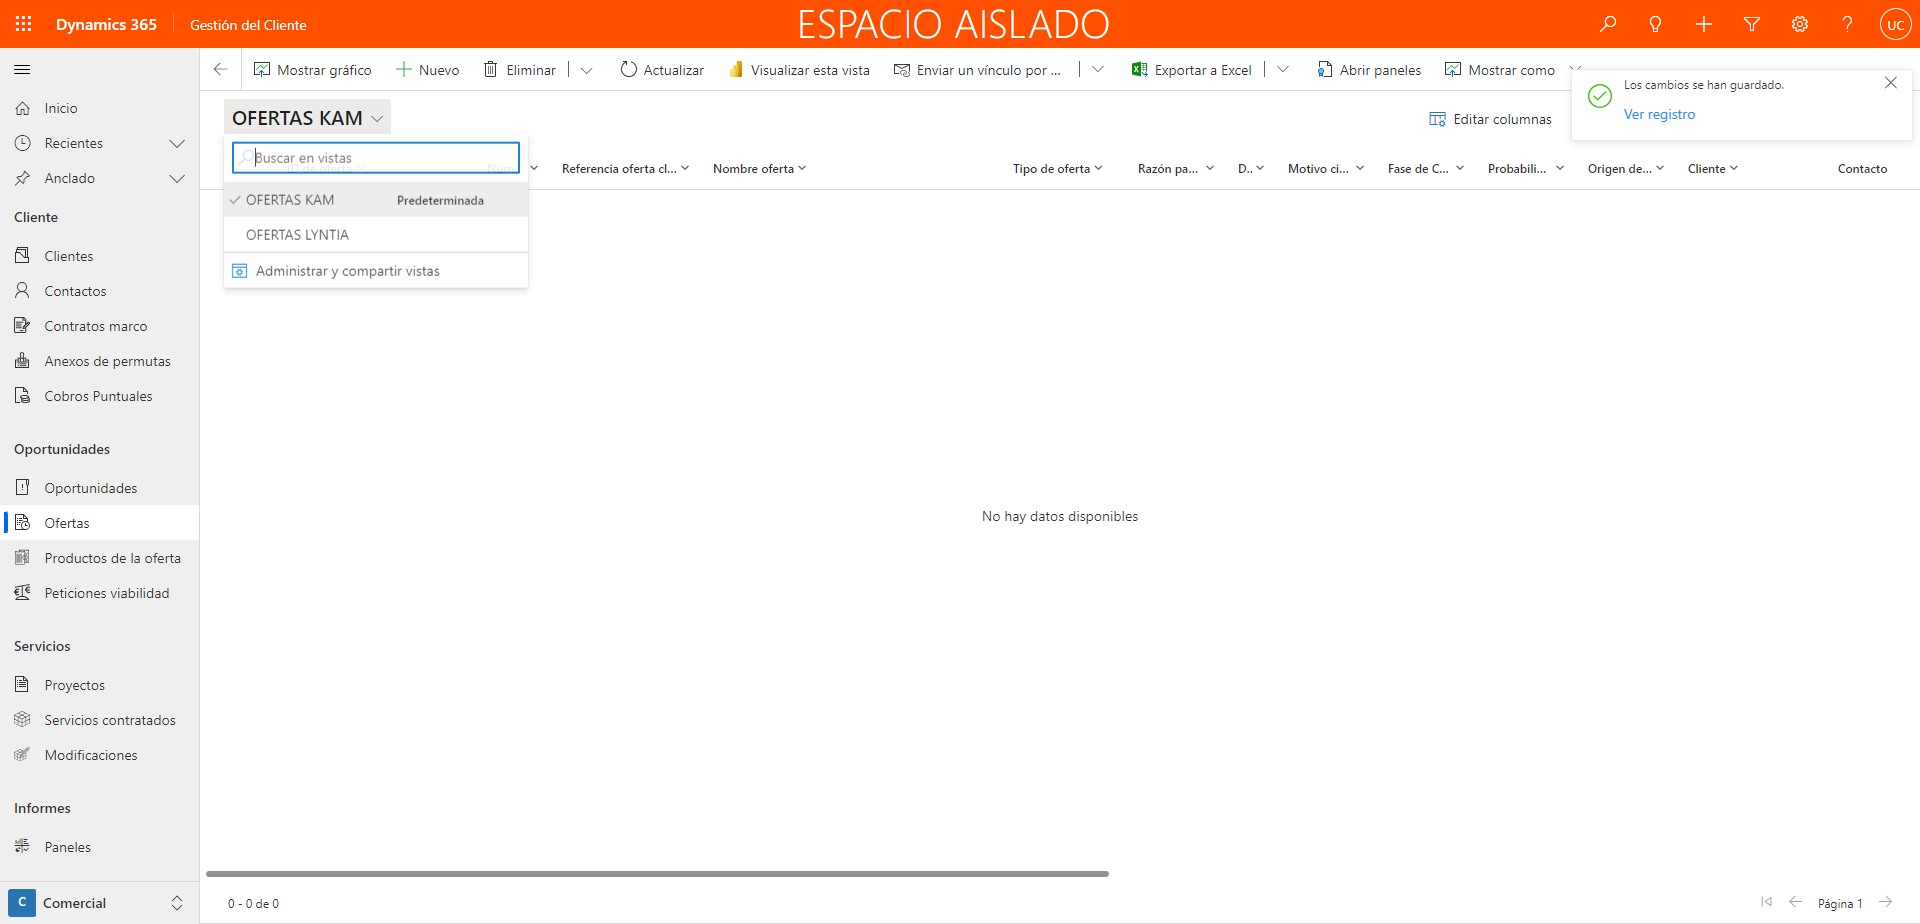 Dynamics 365
Gestión del Cliente
ESPACIO AISLADO
UC
Mostrar gráfico
Nuevo
Eliminar
Actualizar
Visualizar esta vista
Enviar un vínculo por ...
Exportar a Excel
Abrir paneles
Mostrar como
Los cambios se han guardado.
Ver registro
Inicio
Recientes
Anclado
Cliente
Clientes
Contactos
Contratos marco
Anexos de permutas
Cobros Puntuales
Oportunidades
Oportunidades
Ofertas
Productos de la oferta
Peticiones viabilidad
Servicios
Proyectos
Servicios contratados
Modificaciones
Informes
Paneles
C
Comercial
OFERTAS KAM
Editar columnas
Buscar en vistas
ID de oferta
Referencia oferta cl...
Nombre oferta
Tipo de oferta
Razón pa...
D..
Motivo ci...
Fase de C...
Probabili...
Origen de...
Cliente
Contacto
OFERTAS KAM
Predeterminada
OFERTAS LYNTIA
Administrar y compartir vistas
No hay datos disponibles
0 - 0 de 0
Página 1